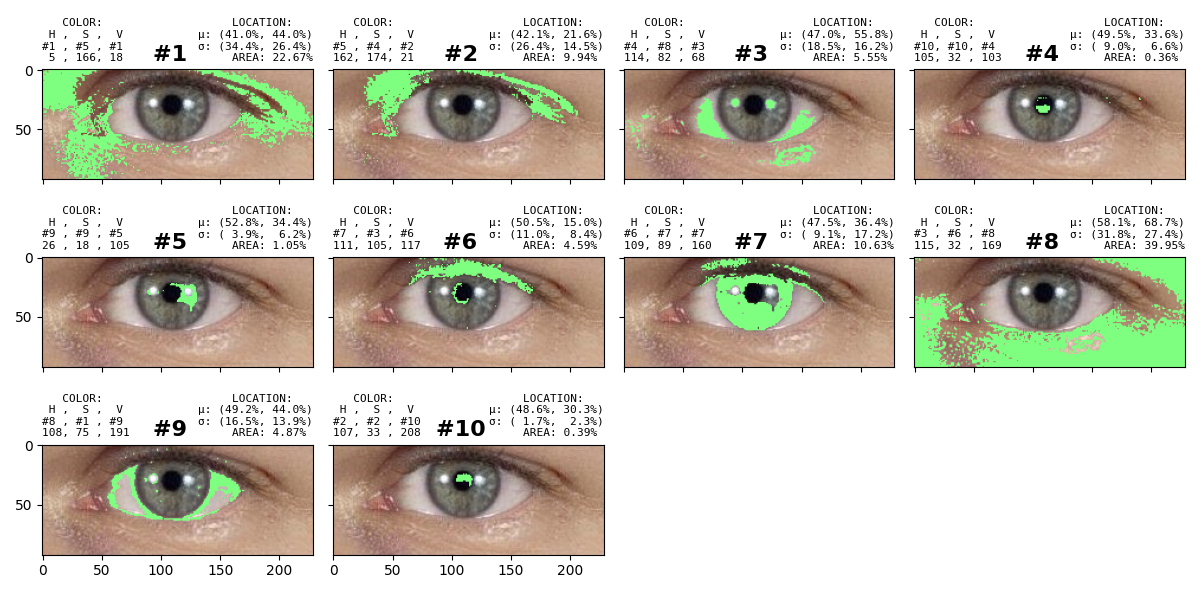 COLOR: LOCATION:
H , S , V μ: (41.0%, 44.0%)
#1 , #5 , #1 #1 σ: (34.4%, 26.4%)
5 , 166, 18 AREA: 22.67%
COLOR: LOCATION:
H , S , V μ: (42.1%, 21.6%)
#5 , #4 , #2 #2 σ: (26.4%, 14.5%)
162, 174, 21 AREA: 9.94%
COLOR: LOCATION:
H , S , V μ: (47.0%, 55.8%)
#4 , #8 , #3 #3 σ: (18.5%, 16.2%)
114, 82 , 68 AREA: 5.55%
COLOR: LOCATION:
H , S , V μ: (49.5%, 33.6%)
#10, #10, #4 #4 σ: ( 9.0%, 6.6%)
105, 32 , 103 AREA: 0.36%
0
50
COLOR: LOCATION:
H , S , V μ: (52.8%, 34.4%)
#9 , #9 , #5 #5 σ: ( 3.9%, 6.2%)
26 , 18 , 105 AREA: 1.05%
COLOR: LOCATION:
H , S , V μ: (50.5%, 15.0%)
#7 , #3 , #6 #6 σ: (11.0%, 8.4%)
111, 105, 117 AREA: 4.59%
COLOR: LOCATION:
H , S , V μ: (47.5%, 36.4%)
#6 , #7 , #7 #7 σ: ( 9.1%, 17.2%)
109, 89 , 160 AREA: 10.63%
COLOR: LOCATION:
H , S , V μ: (58.1%, 68.7%)
#3 , #6 , #8 #8 σ: (31.8%, 27.4%)
115, 32 , 169 AREA: 39.95%
0
50
COLOR: LOCATION:
H , S , V μ: (49.2%, 44.0%)
#8 , #1 , #9 #9 σ: (16.5%, 13.9%)
108, 75 , 191 AREA: 4.87%
COLOR: LOCATION:
H , S , V μ: (48.6%, 30.3%)
#2 , #2 , #10 #10 σ: ( 1.7%, 2.3%)
107, 33 , 208 AREA: 0.39%
0
50
0 50 100 150 200
0 50 100 150 200